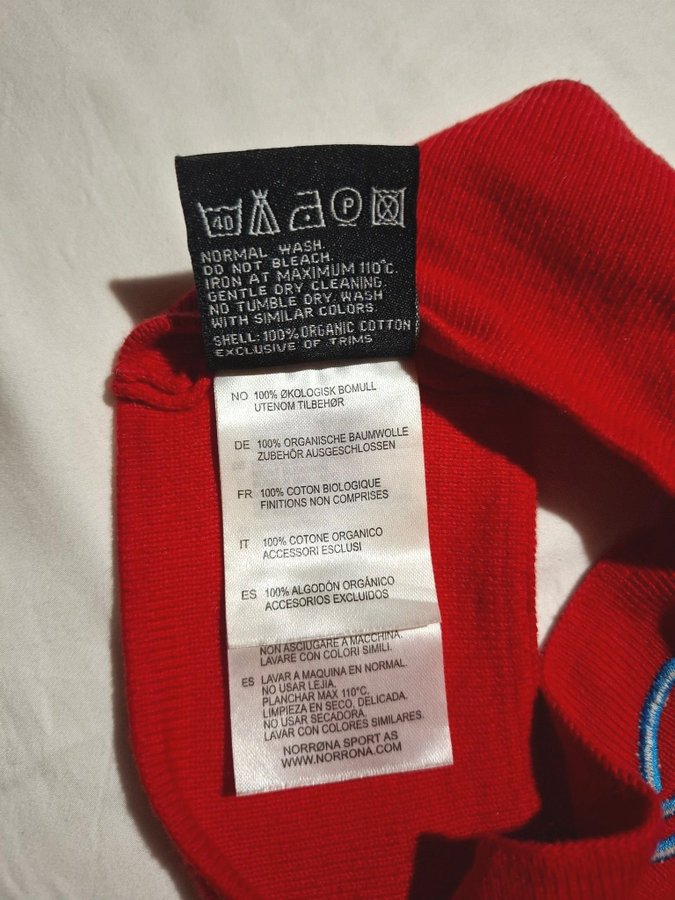 40 P
NORMAL WASH.
DO NOT BLEACH.
IRON AT MAXIMUM 110°C.
GENTLE DRY CLEANING
NO TUMBLE DRY. WASH
WITH SIMILAR COLORS.
SHELL: 100% ORGANIC COTTON
EXCLUSIVE OF TRIMS
NO 100% ØKOLOGISK BOMULL
UTENOM TILBEHØR
DE 100% ORGANISCHE BAUMWOLLE
ZUBEHÖR AUSGESCHLOSSEN
FR 100% COTON BIOLOGIQUE
FINITIONS NON COMPRISES
IT 100% COTONE ORGANICO
ACCESSORI ESCLUSI
ES 100% ALGODÓN ORGÁNICO
ACCESORIOS EXCLUIDOS
NON ASCIUGARE A MACCHINA.
LAVARE CON COLORI SIMILI.
ES LAVAR A MAQUINA EN NORMAL.
NO USAR LEJIA.
PLANCHAR MAX 110°C.
LIMPIEZA EN SECO, DELICADA.
NO USAR SECADORA.
LAVAR CON COLORES SIMILARES.
NORRØNA SPORT AS
WWW.NORRONA.COM